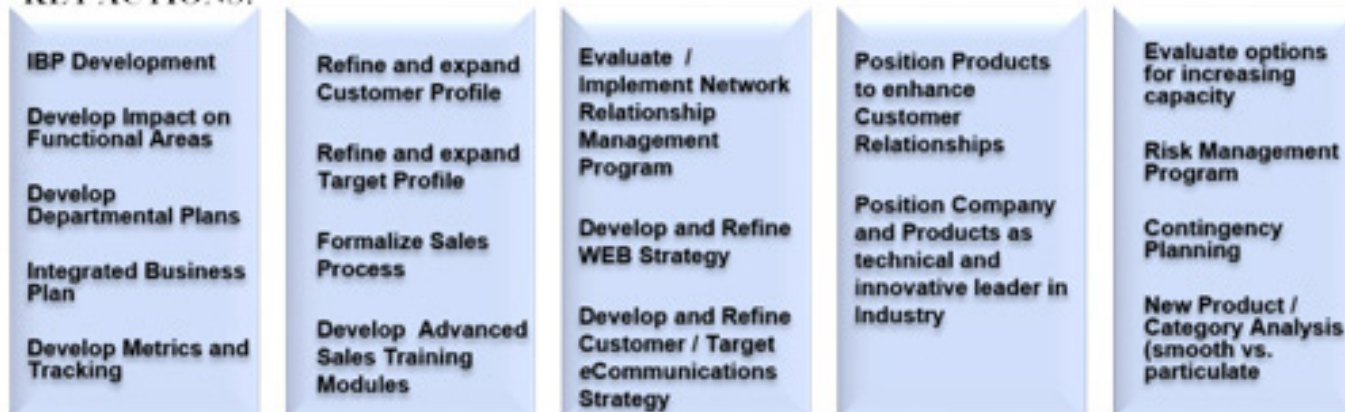 KEY ACTIONS:
IBP Development
Develop Impact on
Functional Areas
Develop
Departmental Plans
Integrated Business
Plan
Develop Metrics and
Tracking
Refine and expand
Customer Profile
Refine and expand
Target Profile
Formalize Sales
Process
Develop Advanced
Sales Training
Modules
Evaluate /
Implement Network
Relationship
Management
Program
Develop and Refine
WEB Strategy
Develop and Refine
Customer / Target
eCommunications
Strategy
Position Products
to enhance
Customer
Relationships
Position Company
and Products as
technical and
innovative leader in
Industry
Evaluate options
for increasing
capacity
Risk Management
Program
Contingency
Planning
New Product /
Category Analysis
(smooth vs.
particulate